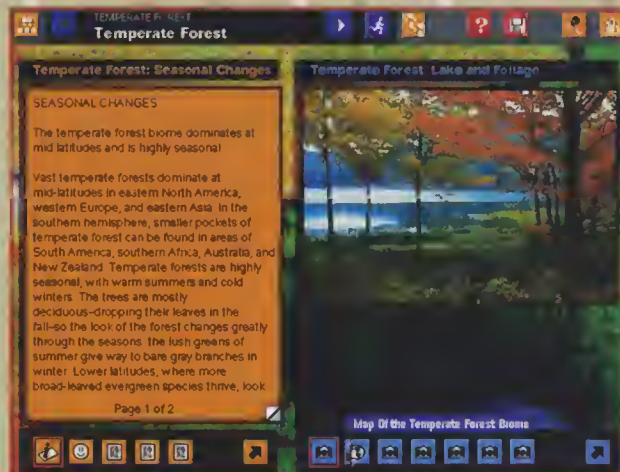 TEMPERATE FOREST
Temperate Forest
Temperate Forest: Seasonal Changes
SEASONAL CHANGES
The temperate forest biome dominates at
mid latitudes and is highly seasonal
Vast temperate forests dominate at
mid-latitudes in eastern North America,
western Europe, and eastern Asia. In the
southern hemisphere, smaller pockets of
temperate forest can be found in areas of
South America, southern Africa, Australia, and
New Zealand. Temperate forests are highly
seasonal, with warm summers and cold
winters. The trees are mostly
deciduous-dropping their leaves in the
fall-so the look of the forest changes greatly
through the seasons. the lush greens of
summer give way to bare gray branches in
winter. Lower latitudes, where more
broad-leaved evergreen species thrive, look
Page 1 of 2
Temperate Forest: Lake and Foliage
Map Of the Temperate Forest Biome